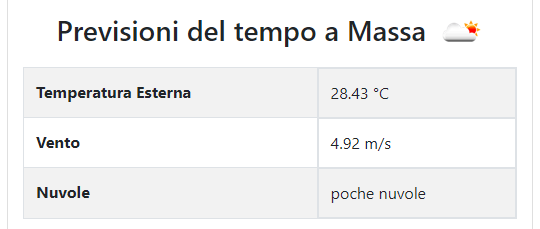 Previsioni del tempo a Massa
Temperatura Esterna 28.43 °C
Vento 4.92 m/s
Nuvole poche nuvole